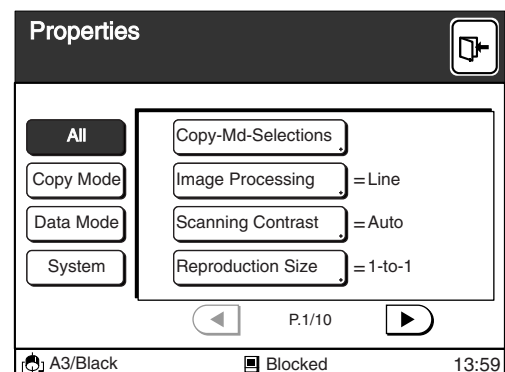 Properties
All
Copy-Md-Selections
Copy Mode
Image Processing =Line
Data Mode
Scanning Contrast =Auto
System
Reproduction Size =1-to-1
P.1/10
A3/Black Blocked 13:59